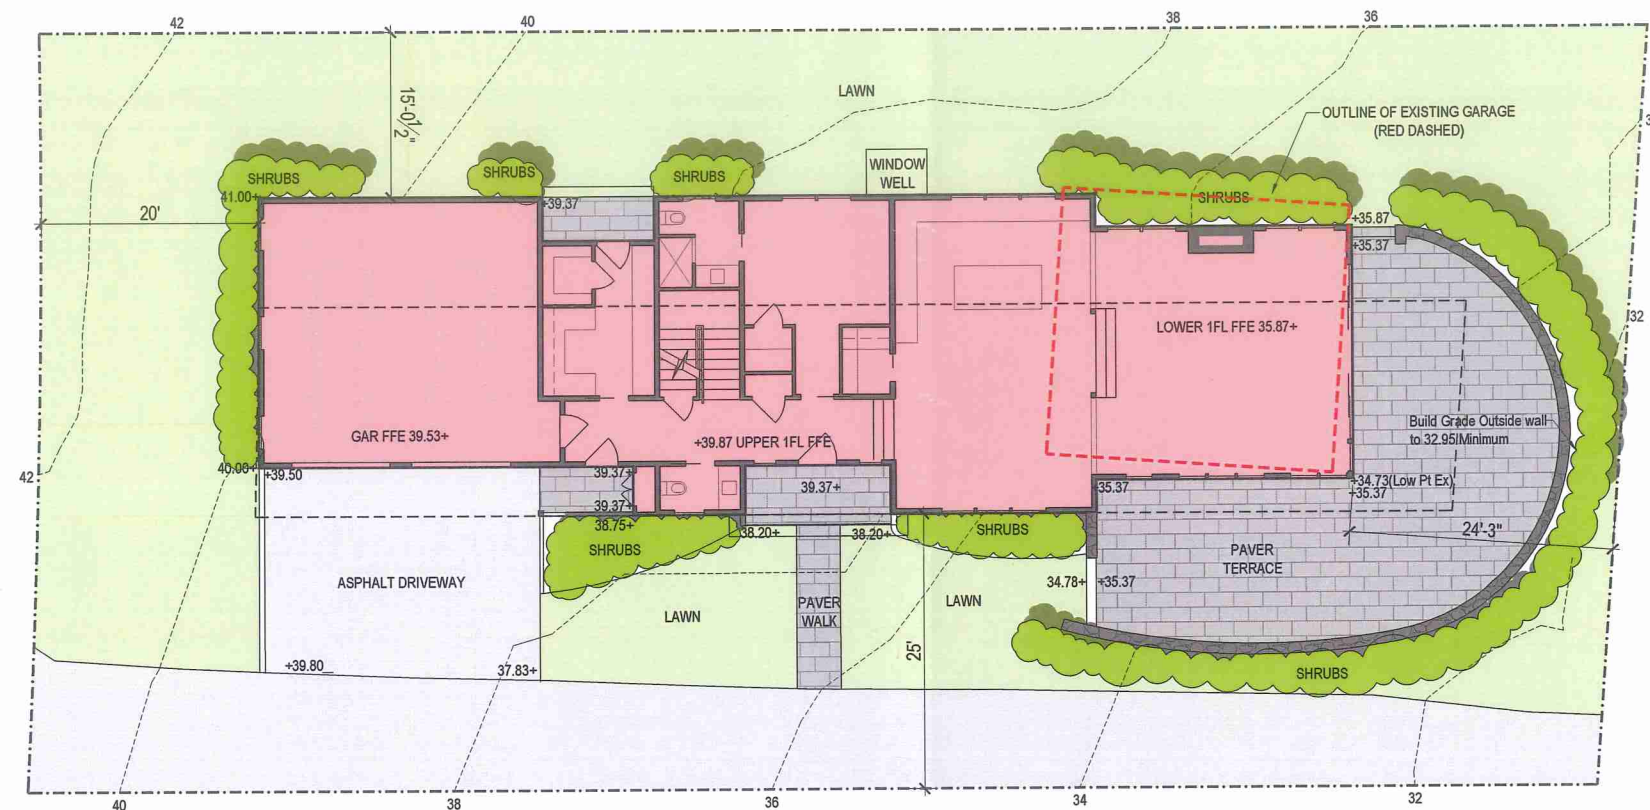 42
40
38
36
LAWN
15'-0½"
OUTLINE OF EXISTING GARAGE
(RED DASHED)
WINDOW
WELL
SHRUBS
SHRUBS
SHRUBS
SHRUBS
41.00+
+39.37
20'
+35.87
+35.37
32
LOWER 1FL FFE 35.87+
Build Grade Outside wall
to 32.95 Minimum
GAR FFE 39.53+
+39.87 UPPER 1FL FFE
42
40.00+
+39.50
39.37+
39.37+
39.37+
+35.37
+34.73(Low Pt Ex)
+35.37
38.75+
38.20+
38.20+
SHRUBS
SHRUBS
24'-3"
PAVER
TERRACE
ASPHALT DRIVEWAY
34.78+
+35.37
LAWN
PAVER
WALK
LAWN
25'
+39.80
37.83+
SHRUBS
40
38
36
34
32